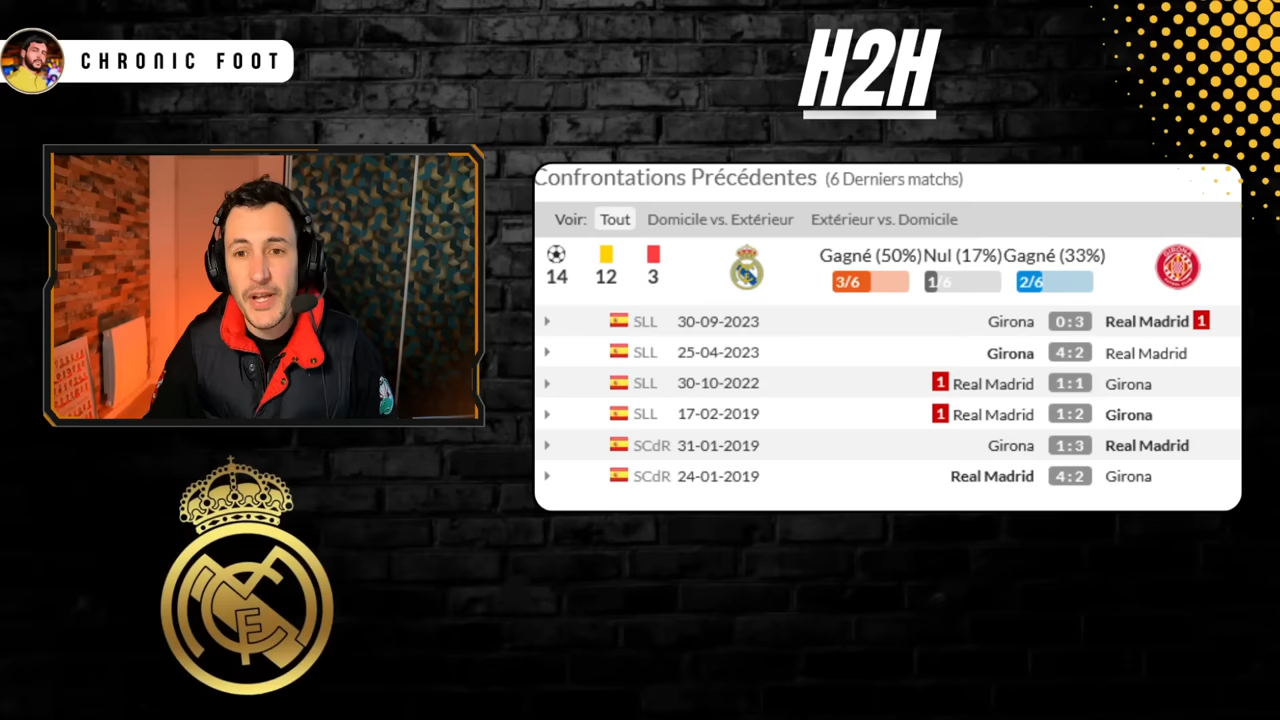 CHRONIC FOOT
H2H
Confrontations Précédentes (6 Derniers matchs)
Voir: Tout Domicile vs. Extérieur Extérieur vs. Domicile
14 12 3 Gagné (50%) Nul (17%) Gagné (33%)
3/6 1/6 2/6
SLL 30-09-2023 Girona 0:3 Real Madrid 1
SLL 25-04-2023 Girona 4:2 Real Madrid
SLL 30-10-2022 1 Real Madrid 1:1 Girona
SLL 17-02-2019 1 Real Madrid 1:2 Girona
SCdR 31-01-2019 Girona 1:3 Real Madrid
SCdR 24-01-2019 Real Madrid 4:2 Girona